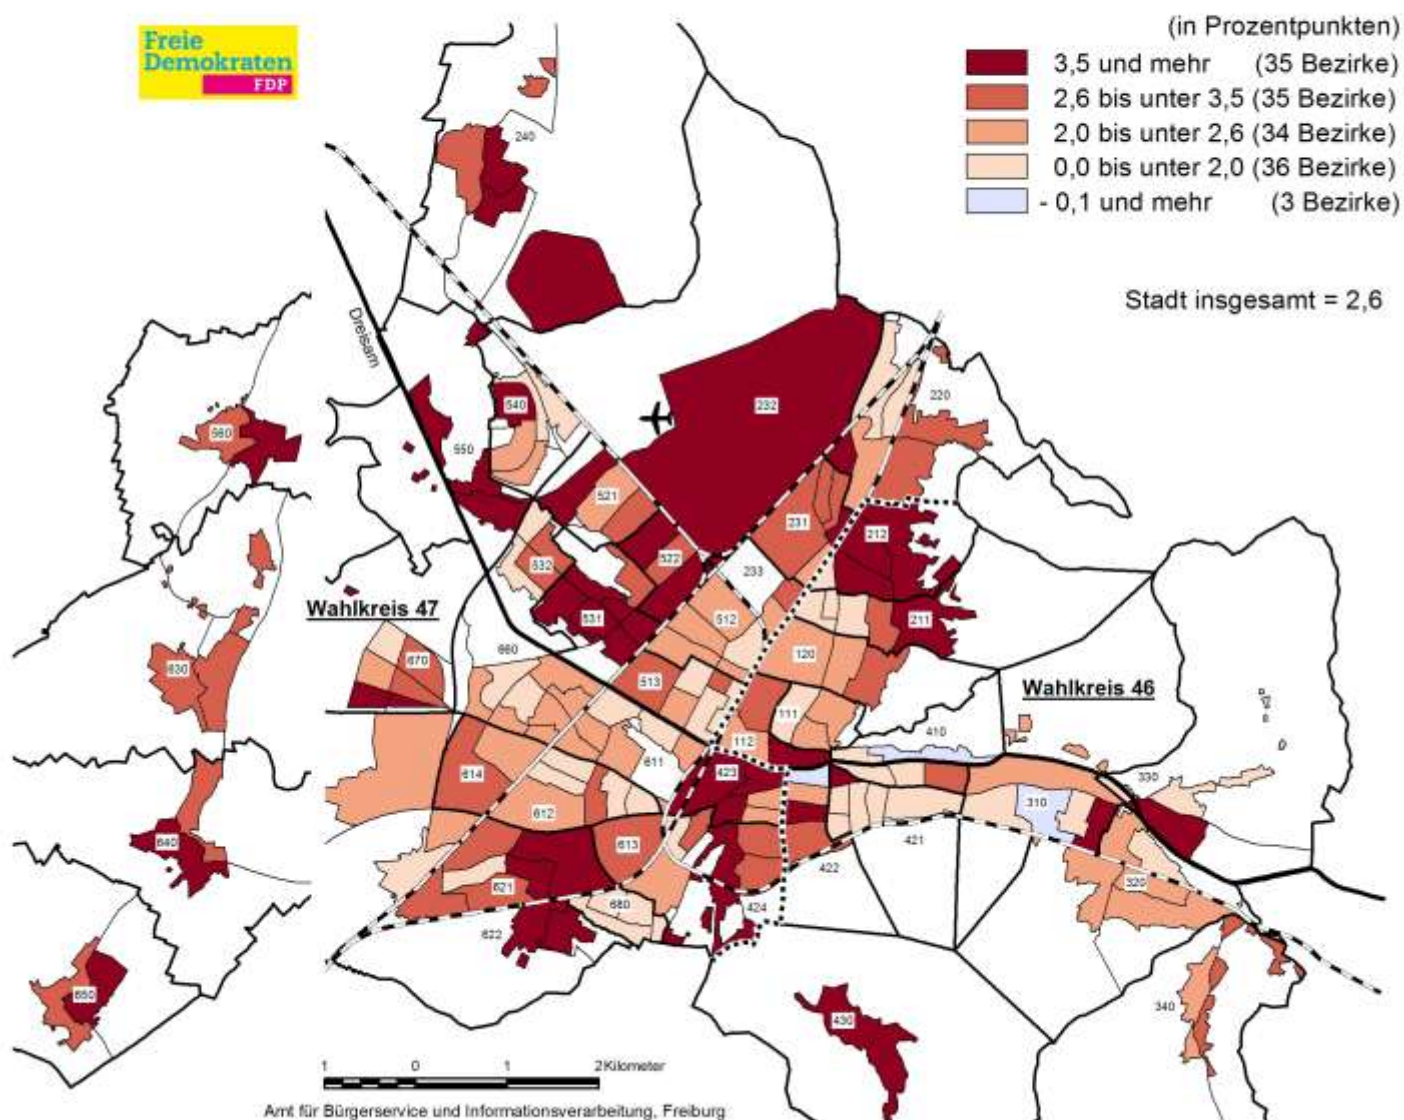 Freie
Demokraten
FDP
(in Prozentpunkten)
3,5 und mehr (35 Bezirke)
2,6 bis unter 3,5 (35 Bezirke)
2,0 bis unter 2,6 (34 Bezirke)
0,0 bis unter 2,0 (36 Bezirke)
- 0,1 und mehr (3 Bezirke)
Stadt insgesamt = 2,6
240
Dreisam
540
232
220
560
550
521
231
212
532
522
233
Wahlkreis 47
531
512
211
660
120
670
513
630
Wahlkreis 46
111
410
112
614
611
423
330
310
612
640
613
421
422
621
320
680
424
622
650
340
430
1 0 1 2 Kilometer
Amt für Bürgerservice und Informationsverarbeitung, Freiburg